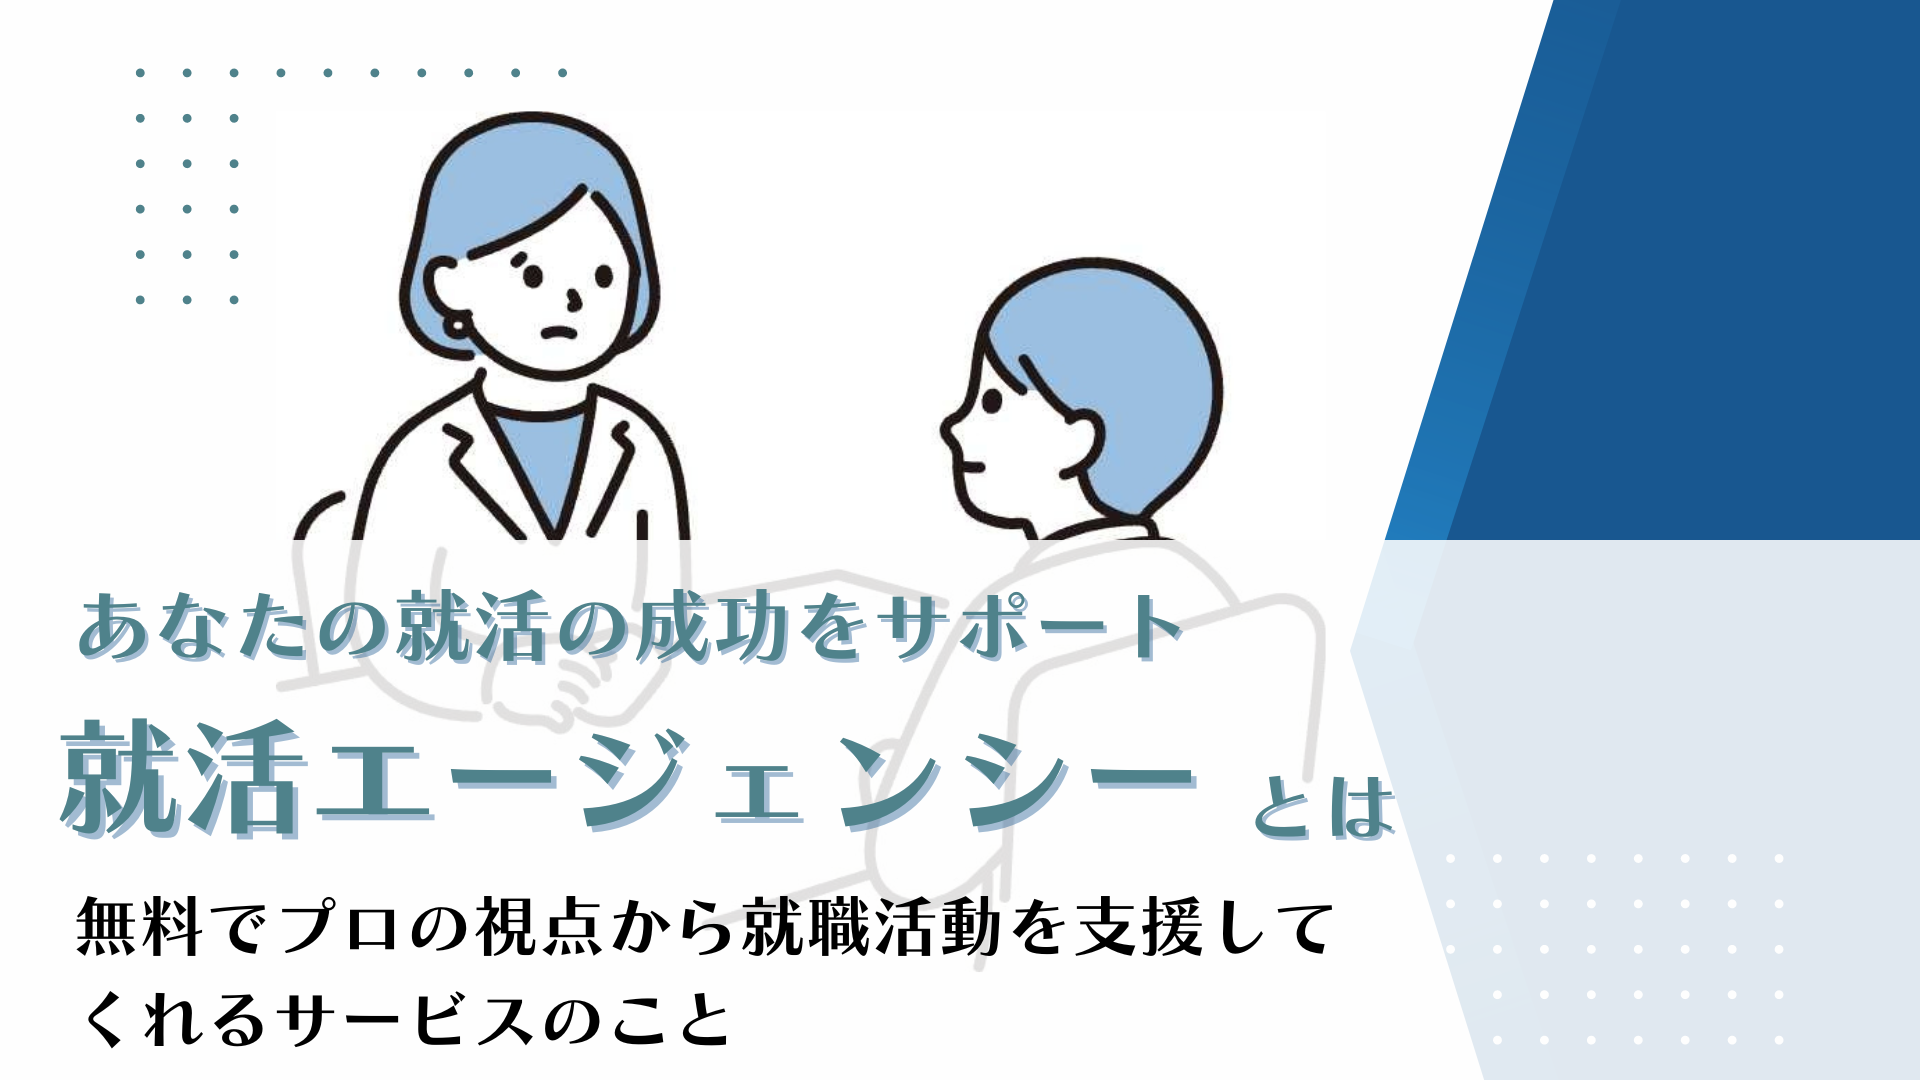 あなたの就活の成功をサポート
就活エージェンシー とは
無料でプロの視点から就職活動を支援して
くれるサービスのこと